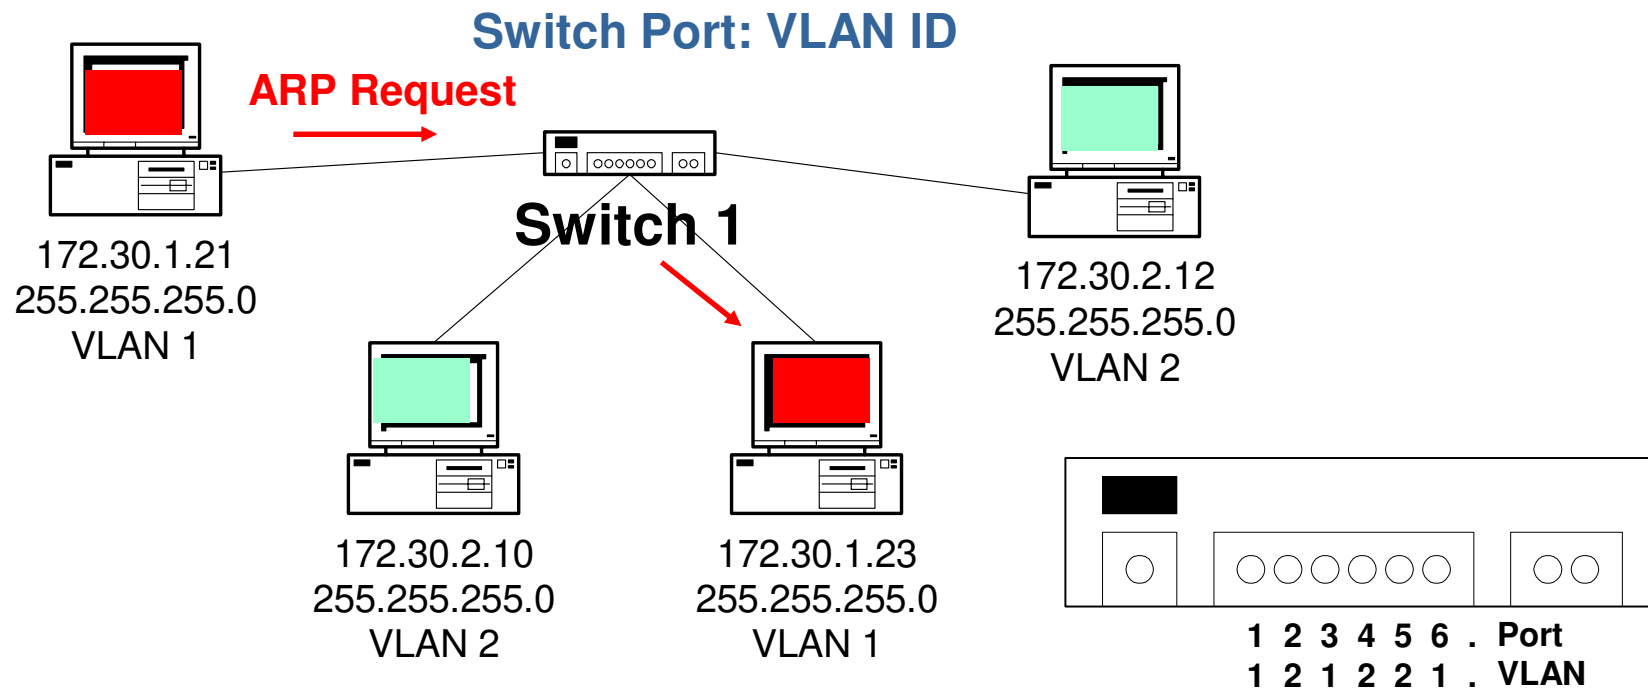 Switch Port: VLAN ID
ARP Request
Switch 1
172.30.1.21
255.255.255.0
VLAN 1
172.30.2.12
255.255.255.0
VLAN 2
172.30.2.10
255.255.255.0
VLAN 2
172.30.1.23
255.255.255.0
VLAN 1
1 2 3 4 5 6 . Port
1 2 1 2 2 1 . VLAN